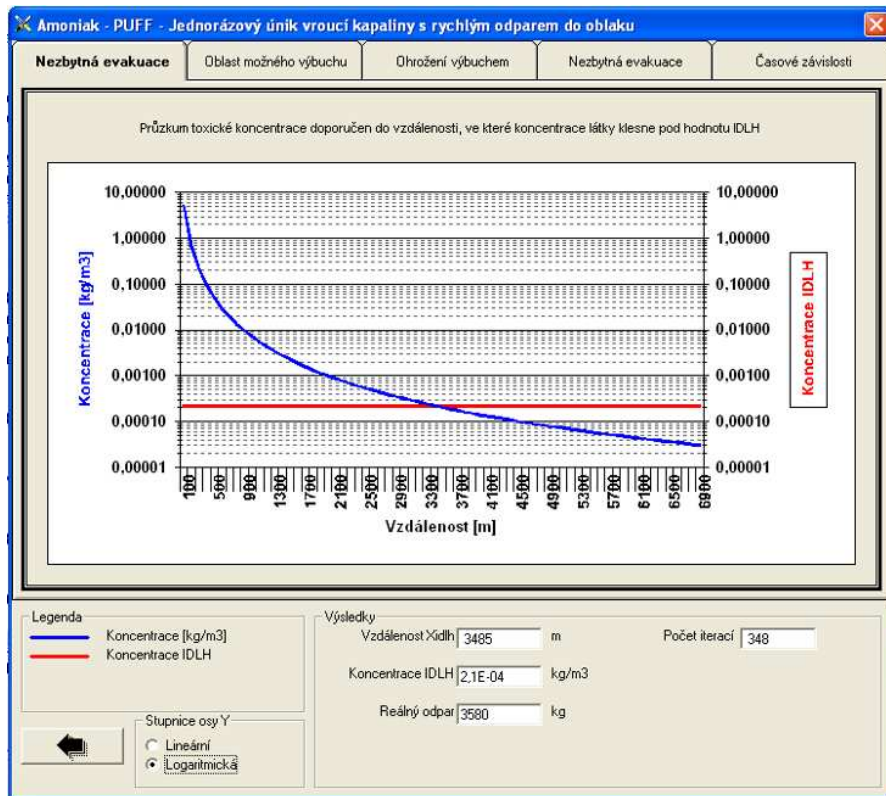 Amoniak - PUFF - Jednorázový únik vroucí kapaliny s rychlým odparem do oblaku
Nezbytná evakuace
Oblast možného výbuchu
Ohrožení výbuchem
Nezbytná evakuace
Časové závislosti
Průzkum toxické koncentrace doporučen do vzdálenosti, ve které koncentrace látky klesne pod hodnotu IDLH
Koncentrace [kg/m3]
10,00000
1,00000
0,10000
0,01000
0,00100
0,00010
0,00001
10,00000
1,00000
0,10000
0,01000
0,00100
0,00010
0,00001
Koncentrace IDLH
100 500 900 1300 1700 2100 2500 2900 3300 3700 4100 4500 4900 5300 5700 6100 6500 6900
Vzdálenost [m]
Legenda
Koncentrace [kg/m3]
Koncentrace IDLH
Stupnice osy Y
Lineární
Logaritmická
Výsledky
Vzdálenost Xidlh 3485 m
Počet iterací 348
Koncentrace IDLH 2,1E-04 kg/m3
Reálný odpar 3580 kg